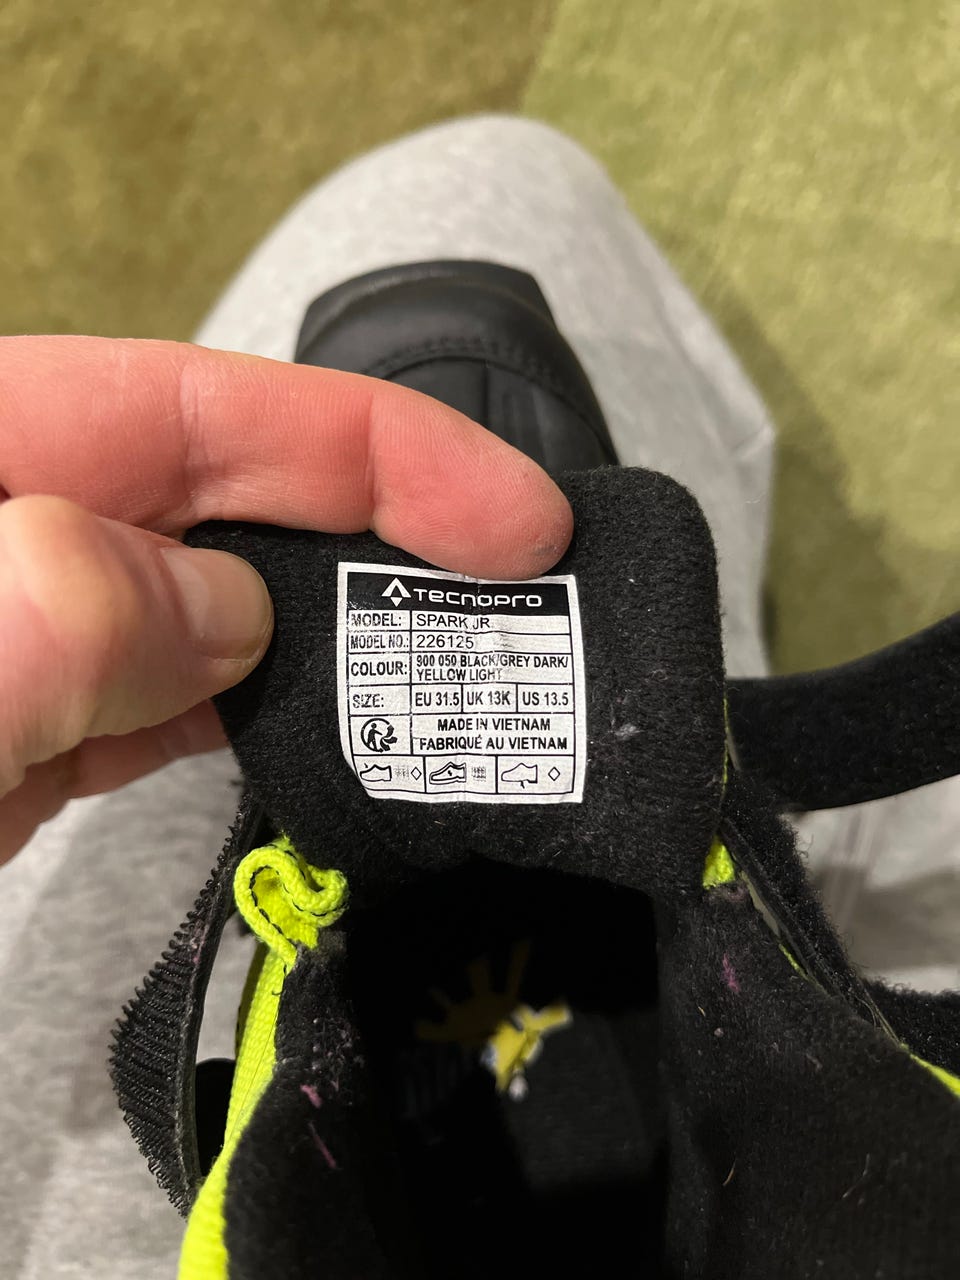 TECNOPRO
MODEL: SPARK JR.
MODEL NO.: 226125
COLOUR: 900 050 BLACK/GREY DARK/
YELLOW LIGHT
SIZE: EU 31.5 UK 13K US 13.5
MADE IN VIETNAM
FABRIQUÉ AU VIETNAM